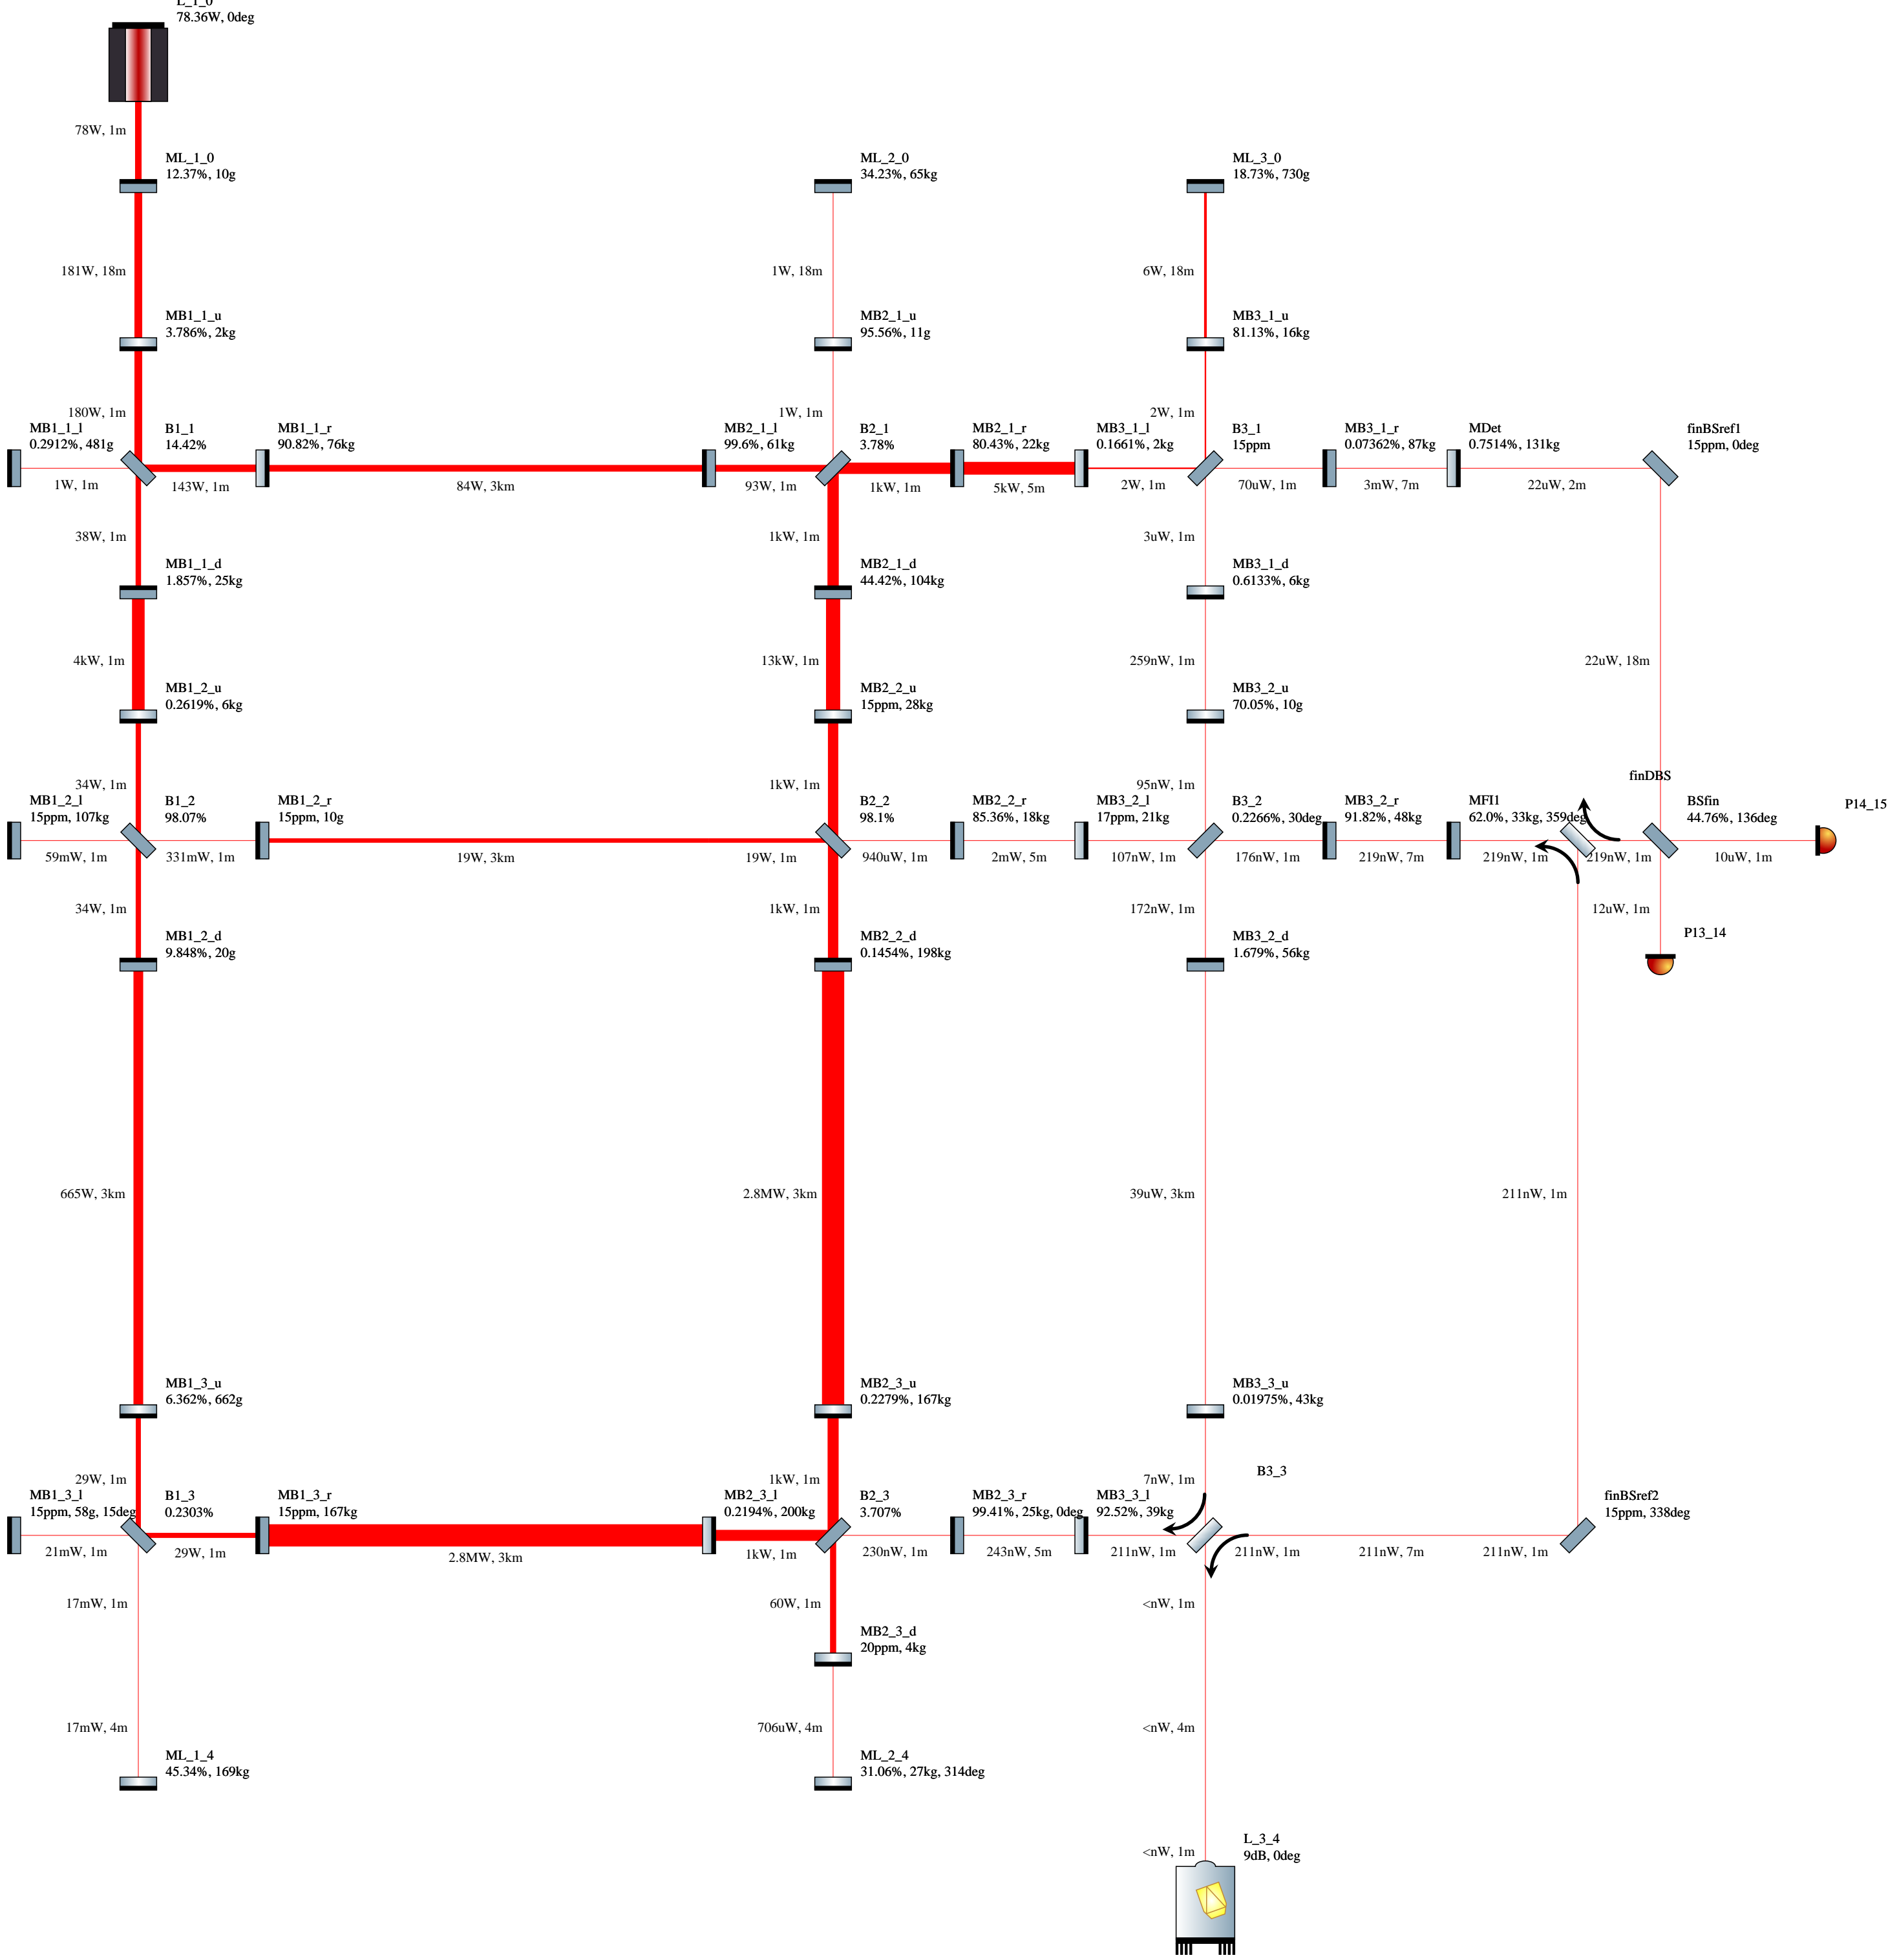 L_1_0
78.36W, 0deg
78W, 1m
ML_1_0
12.37%, 10g
ML_2_0
34.23%, 65kg
ML_3_0
18.73%, 730g
181W, 18m
1W, 18m
6W, 18m
MB1_1_u
3.786%, 2kg
MB2_1_u
95.56%, 11g
MB3_1_u
81.13%, 16kg
180W, 1m
1W, 1m
2W, 1m
MB1_1_l
0.2912%, 481g
B1_1
14.42%
MB1_1_r
90.82%, 76kg
MB2_1_l
99.6%, 61kg
B2_1
3.78%
MB2_1_r
80.43%, 22kg
MB3_1_l
0.1661%, 2kg
B3_1
15ppm
MB3_1_r
0.07362%, 87kg
MDet
0.7514%, 131kg
finBSref1
15ppm, 0deg
1W, 1m
143W, 1m
84W, 3km
93W, 1m
1kW, 1m
5kW, 5m
2W, 1m
70uW, 1m
3mW, 7m
22uW, 2m
38W, 1m
1kW, 1m
3uW, 1m
MB1_1_d
1.857%, 25kg
MB2_1_d
44.42%, 104kg
MB3_1_d
0.6133%, 6kg
4kW, 1m
13kW, 1m
259nW, 1m
22uW, 18m
MB1_2_u
0.2619%, 6kg
MB2_2_u
15ppm, 28kg
MB3_2_u
70.05%, 10g
34W, 1m
1kW, 1m
95nW, 1m
finDBS
MB1_2_l
15ppm, 107kg
B1_2
98.07%
MB1_2_r
15ppm, 10g
B2_2
98.1%
MB2_2_r
85.36%, 18kg
MB3_2_l
17ppm, 21kg
B3_2
0.2266%, 30deg
MB3_2_r
91.82%, 48kg
MFI1
62.0%, 33kg, 359deg
BSfin
44.76%, 136deg
P14_15
59mW, 1m
331mW, 1m
19W, 3km
19W, 1m
940uW, 1m
2mW, 5m
107nW, 1m
176nW, 1m
219nW, 7m
219nW, 1m
219nW, 1m
10uW, 1m
34W, 1m
1kW, 1m
172nW, 1m
12uW, 1m
MB1_2_d
9.848%, 20g
MB2_2_d
0.1454%, 198kg
MB3_2_d
1.679%, 56kg
P13_14
665W, 3km
2.8MW, 3km
39uW, 3km
211nW, 1m
MB1_3_u
6.362%, 662g
MB2_3_u
0.2279%, 167kg
MB3_3_u
0.01975%, 43kg
29W, 1m
1kW, 1m
7nW, 1m
B3_3
MB1_3_l
15ppm, 58g, 15deg
B1_3
0.2303%
MB1_3_r
15ppm, 167kg
MB2_3_l
0.2194%, 200kg
B2_3
3.707%
MB2_3_r
99.41%, 25kg, 0deg
MB3_3_l
92.52%, 39kg
finBSref2
15ppm, 338deg
21mW, 1m
29W, 1m
2.8MW, 3km
1kW, 1m
230nW, 1m
243nW, 5m
211nW, 1m
211nW, 1m
211nW, 7m
211nW, 1m
17mW, 1m
60W, 1m
<nW, 1m
MB2_3_d
20ppm, 4kg
17mW, 4m
706uW, 4m
<nW, 4m
ML_1_4
45.34%, 169kg
ML_2_4
31.06%, 27kg, 314deg
<nW, 1m
L_3_4
9dB, 0deg